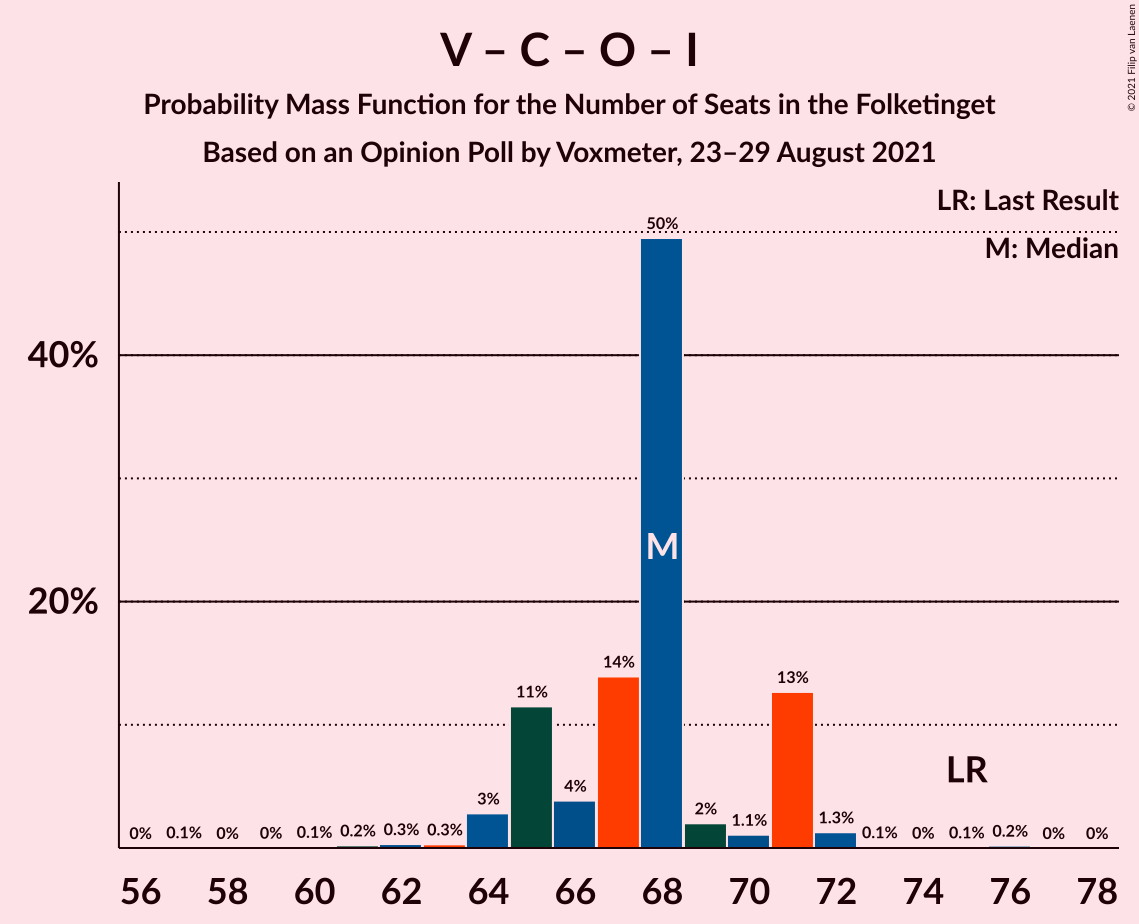 V – C – O – I
Probability Mass Function for the Number of Seats in the Folketinget
Based on an Opinion Poll by Voxmeter, 23–29 August 2021
© 2021 Filip van Laenen
LR: Last Result
M: Median
50%
40%
M
20%
14%
13%
11%
LR
4%
3%
2%
1.1%
1.3%
0% 0.1% 0% 0% 0.1% 0.2% 0.3% 0.3% 0.1% 0% 0.1% 0.2% 0% 0%
56 58 60 62 64 66 68 70 72 74 76 78